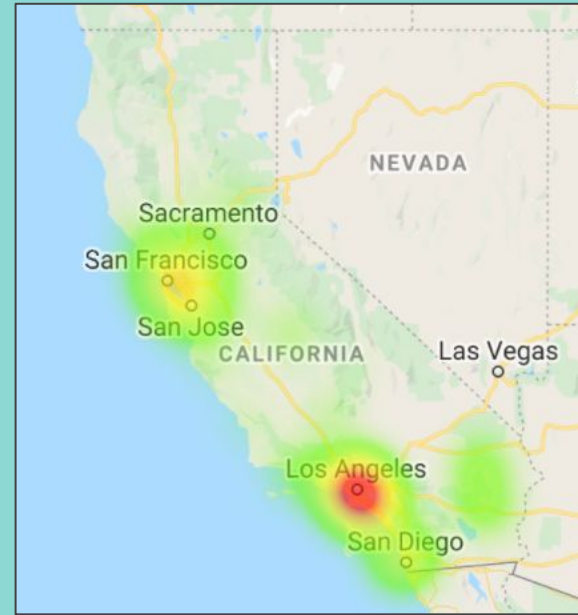 NEVADA
Sacramento
San Francisco
San Jose
CALIFORNIA
Las Vegas
Los Angeles
San Diego